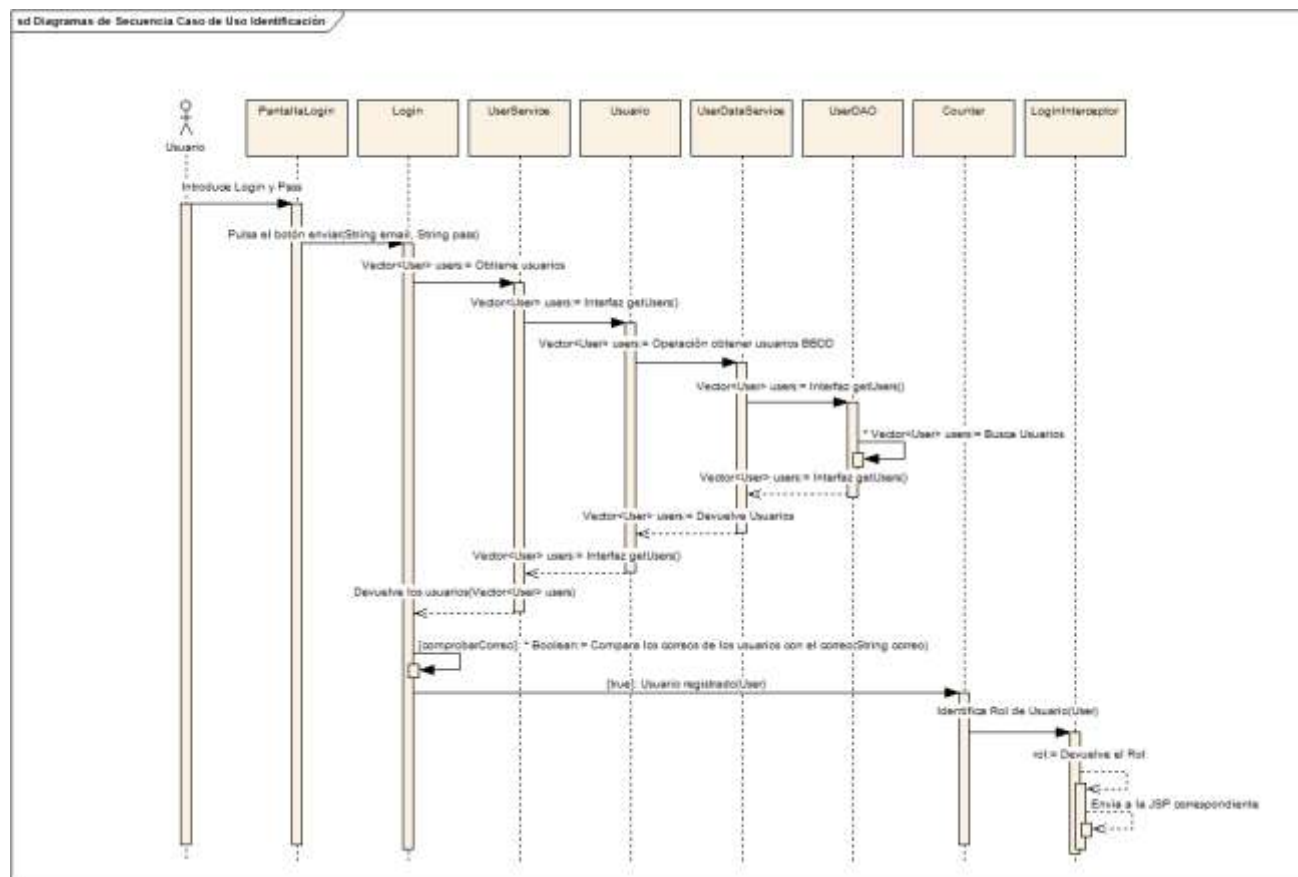 sd Diagramas de Secuencia Caso de Uso Identificación
Usuario
PantallaLogin
Login
UserService
Usuario
UserDataService
UserDAO
Counter
LoginInterceptor
Introduce Login y Pass
Pulsa el botón enviar(String email, String pass)
Vector<User> users:= Obtiene usuarios
Vector<User> users:= Interfaz getUsers()
Vector<User> users:= Operación obtener usuarios BBDD
Vector<User> users:= Interfaz getUsers()
* Vector<User> users:= Busca Usuarios
Vector<User> users:= Interfaz getUsers()
Vector<User> users:= Devuelve Usuarios
Vector<User> users:= Interfaz getUsers()
Devuelve los usuarios(Vector<User> users)
[comprobarCorreo]: * Boolean:= Compara los correos de los usuarios con el correo(String correo)
[true]: Usuario registrado(User)
Identifica Rol de Usuario(User)
rol:= Devuelve el Rol
Envia a la JSP correspondiente